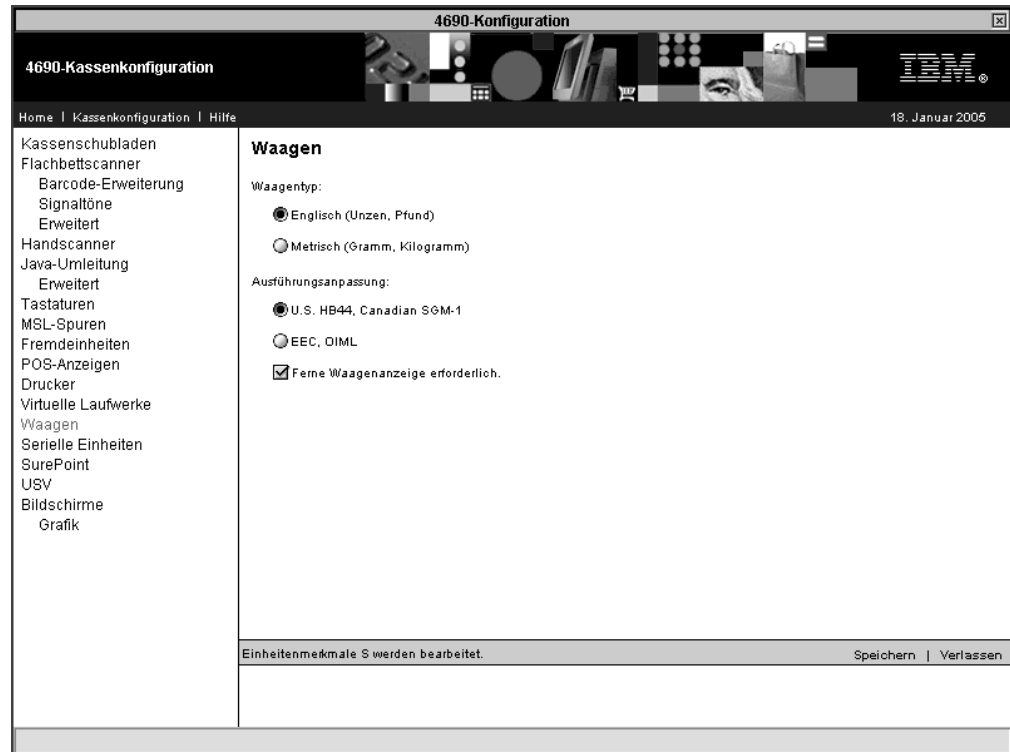 4690-Konfiguration
4690-Kassenkonfiguration
IBM®
Home | Kassenkonfiguration | Hilfe
18. Januar 2005
Kassenschubladen
Flachbettscanner
Barcode-Erweiterung
Signaltöne
Erweitert
Handscanner
Java-Umleitung
Erweitert
Tastaturen
MSL-Spuren
Fremdeinheiten
POS-Anzeigen
Drucker
Virtuelle Laufwerke
Waagen
Serielle Einheiten
SurePoint
USV
Bildschirme
Grafik
Waagen
Waagentyp:
Englisch (Unzen, Pfund)
Metrisch (Gramm, Kilogramm)
Ausführungsanpassung:
U.S. HB44, Canadian SGM-1
EEC, OIML
Ferne Waagenanzeige erforderlich.
Einheitenmerkmale S werden bearbeitet.
Speichern | Verlassen